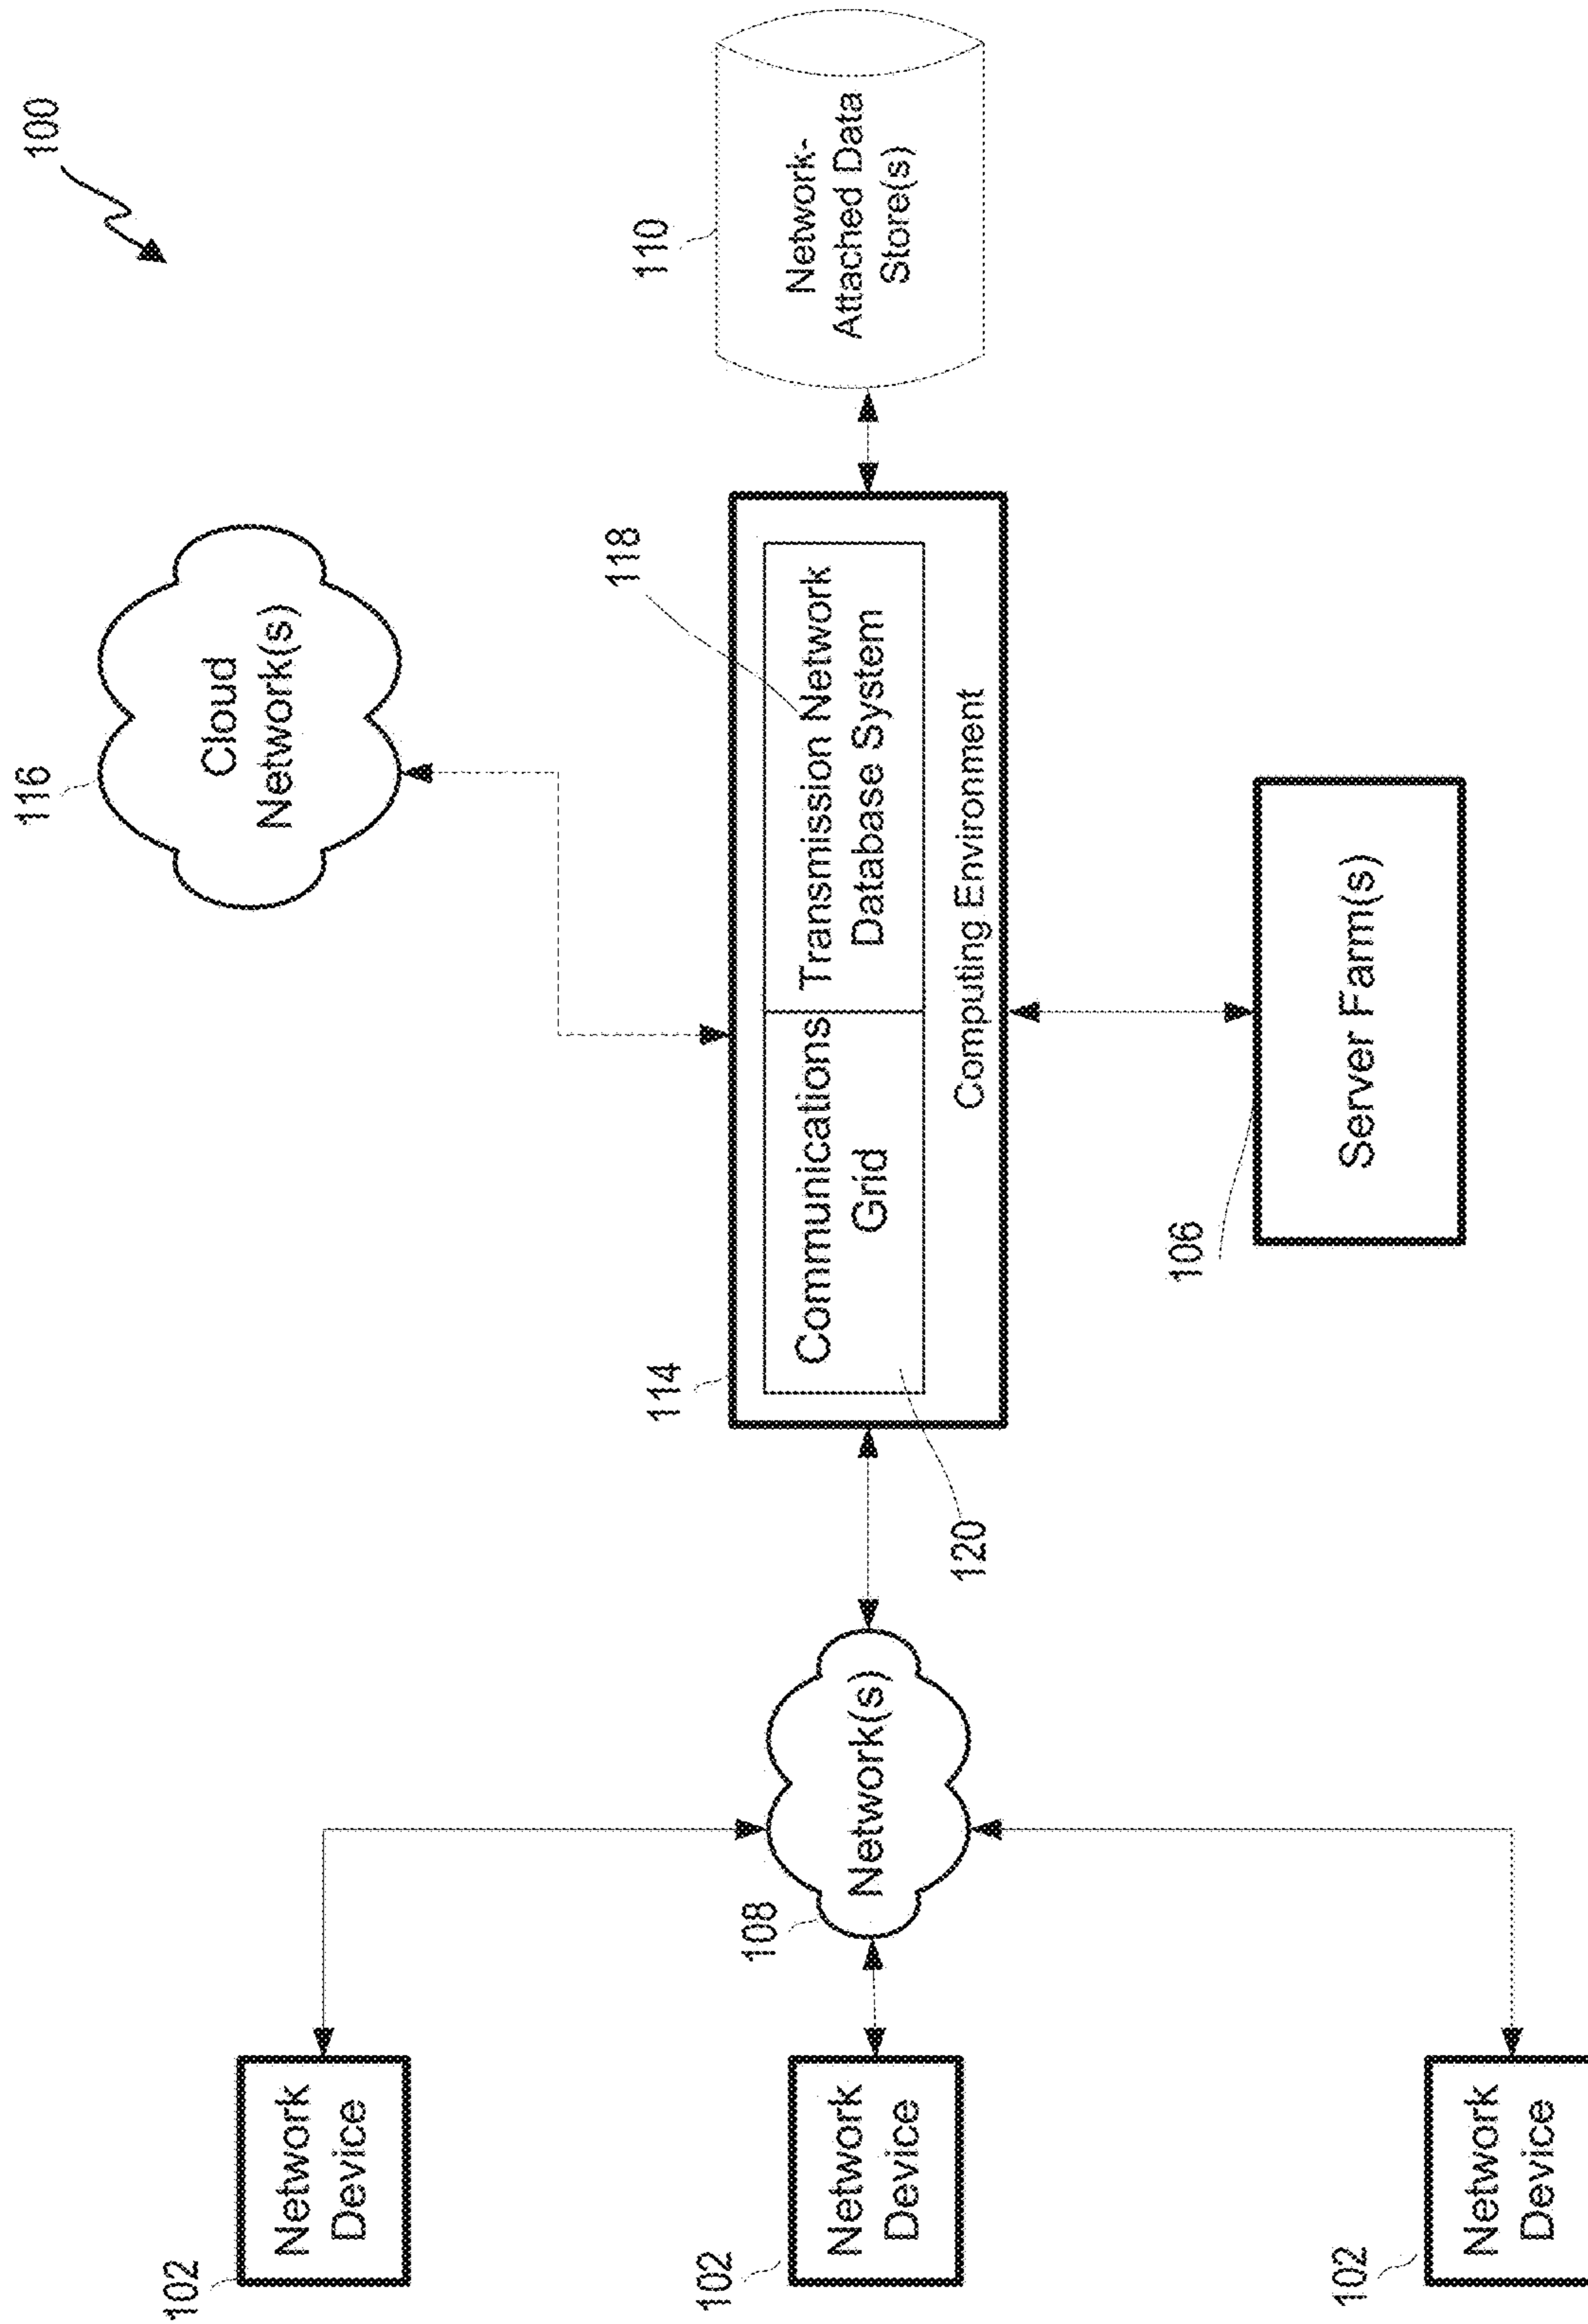 100
116
Cloud
Network(s)
110
Network-
Attached Data
Store(s)
118
114
Communications
Grid
Transmission Network
Database System
Computing Environment
120
106
Server Farm(s)
108
Network(s)
102
Network
Device
102
Network
Device
102
Network
Device